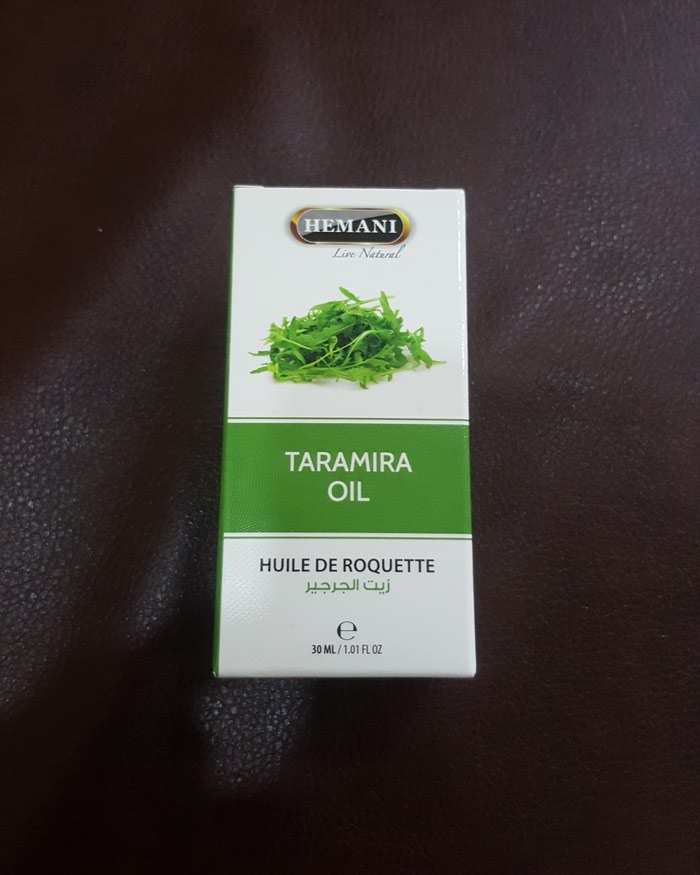 HEMANI
Live Natural
TARAMIRA
OIL
HUILE DE ROQUETTE
زيت الجرجير
℮
30 ML / 1.01 FL OZ